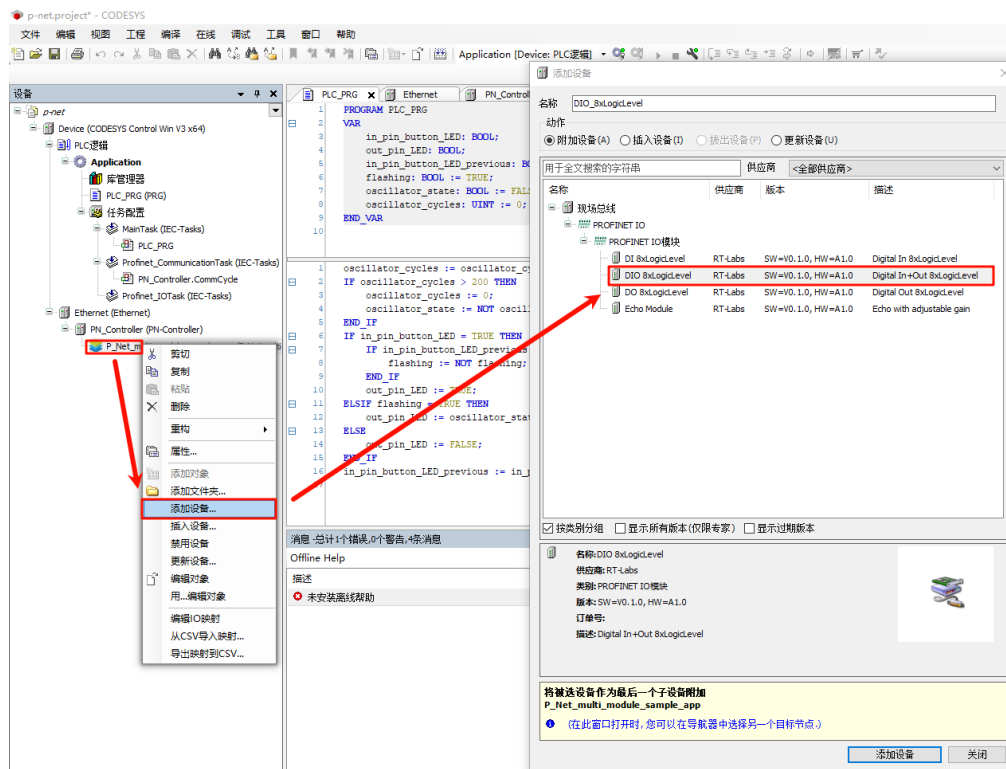 p-net.project* - CODESYS
文件 编辑 视图 工程 编译 在线 调试 工具 窗口 帮助
Application [Device: PLC逻辑]
设备
p-net
Device (CODESYS Control Win V3 x64)
PLC逻辑
Application
库管理器
PLC_PRG (PRG)
任务配置
MainTask (IEC-Tasks)
PLC_PRG
Profinet_CommunicationTask (IEC-Tasks)
PN_Controller.CommCycle
Profinet_IOTask (IEC-Tasks)
Ethernet (Ethernet)
PN_Controller (PN-Controller)
P_Net_m
剪切
复制
粘贴
删除
重构
属性...
添加对象
添加文件夹...
添加设备...
插入设备...
禁用设备
更新设备...
编辑对象
用...编辑对象
编辑IO映射
从CSV导入映射...
导出映射到CSV...
PLC_PRG Ethernet PN_Control
1 PROGRAM PLC_PRG
2 VAR
3 in_pin_button_LED: BOOL;
4 out_pin_LED: BOOL;
5 in_pin_button_LED_previous: BO
6 flashing: BOOL := TRUE;
7 oscillator_state: BOOL := FAL
8 oscillator_cycles: UINT := 0;
9 END_VAR
10
1 oscillator_cycles := oscillator_cy
2 IF oscillator_cycles > 200 THEN
3 oscillator_cycles := 0;
4 oscillator_state := NOT oscill
5 END_IF
6 IF in_pin_button_LED = TRUE THEN
7 IF in_pin_button_LED_previous
8 flashing := NOT flashing;
9 END_IF
10 out_pin_LED := TRUE;
11 ELSIF flashing = TRUE THEN
12 out_pin_LED := oscillator_stat
13 ELSE
14 out_pin_LED := FALSE;
15 END_IF
16 in_pin_button_LED_previous := in_p
消息 -总计1个错误,0个警告,4条消息
Offline Help
描述
未安装离线帮助
添加设备
名称 DIO_8xLogicLevel
动作
附加设备(A) 插入设备(I) 拔出设备(P) 更新设备(U)
用于全文搜索的字符串 供应商 <全部供应商>
名称 供应商 版本 描述
现场总线
PROFINET IO
PROFINET IO模块
DI 8xLogicLevel RT-Labs SW=V0.1.0, HW=A1.0 Digital In 8xLogicLevel
DIO 8xLogicLevel RT-Labs SW=V0.1.0, HW=A1.0 Digital In+Out 8xLogicLevel
DO 8xLogicLevel RT-Labs SW=V0.1.0, HW=A1.0 Digital Out 8xLogicLevel
Echo Module RT-Labs SW=V0.1.0, HW=A1.0 Echo with adjustable gain
按类别分组 显示所有版本(仅限专家) 显示过期版本
名称:DIO 8xLogicLevel
供应商: RT-Labs
类别: PROFINET IO模块
版本: SW=V0.1.0, HW=A1.0
订单号:
描述: Digital In+Out 8xLogicLevel
将被选设备作为最后一个子设备附加
P_Net_multi_module_sample_app
(在此窗口打开时,您可以在导航器中选择另一个目标节点.)
添加设备 关闭